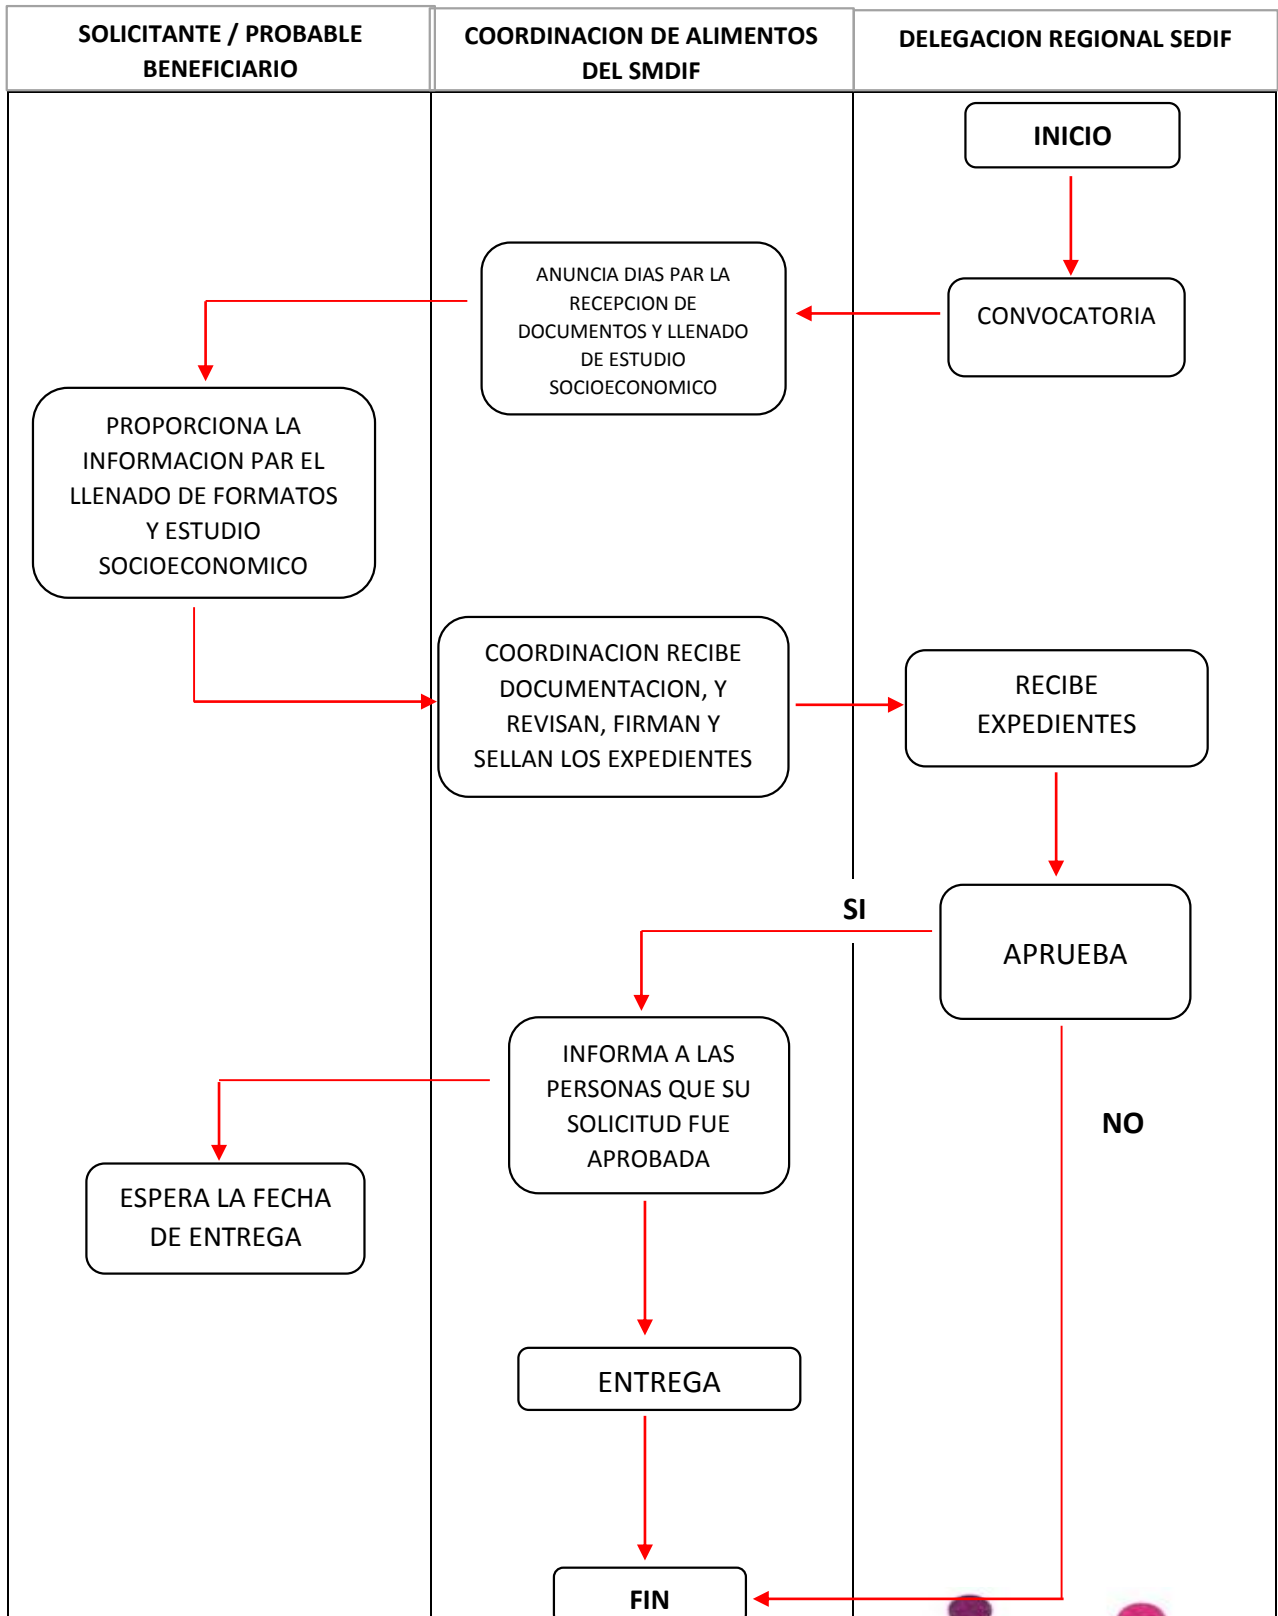 SOLICITANTE / PROBABLE
BENEFICIARIO
COORDINACION DE ALIMENTOS
DEL SMDIF
DELEGACION REGIONAL SEDIF
INICIO
CONVOCATORIA
ANUNCIA DIAS PAR LA
RECEPCION DE
DOCUMENTOS Y LLENADO
DE ESTUDIO
SOCIOECONOMICO
PROPORCIONA LA
INFORMACION PAR EL
LLENADO DE FORMATOS
Y ESTUDIO
SOCIOECONOMICO
COORDINACION RECIBE
DOCUMENTACION, Y
REVISAN, FIRMAN Y
SELLAN LOS EXPEDIENTES
RECIBE
EXPEDIENTES
APRUEBA
SI
NO
INFORMA A LAS
PERSONAS QUE SU
SOLICITUD FUE
APROBADA
ESPERA LA FECHA
DE ENTREGA
ENTREGA
FIN